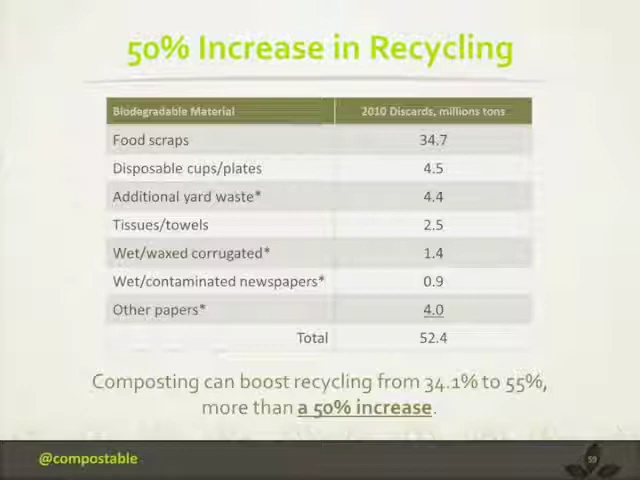 50% Increase in Recycling
Biodegradable Material 2010 Discards, millions tons
Food scraps 34.7
Disposable cups/plates 4.5
Additional yard waste* 4.4
Tissues/towels 2.5
Wet/waxed corrugated* 1.4
Wet/contaminated newspapers* 0.9
Other papers* 4.0
Total 52.4
Composting can boost recycling from 34.1% to 55%,
more than a 50% increase.
@compostable
59